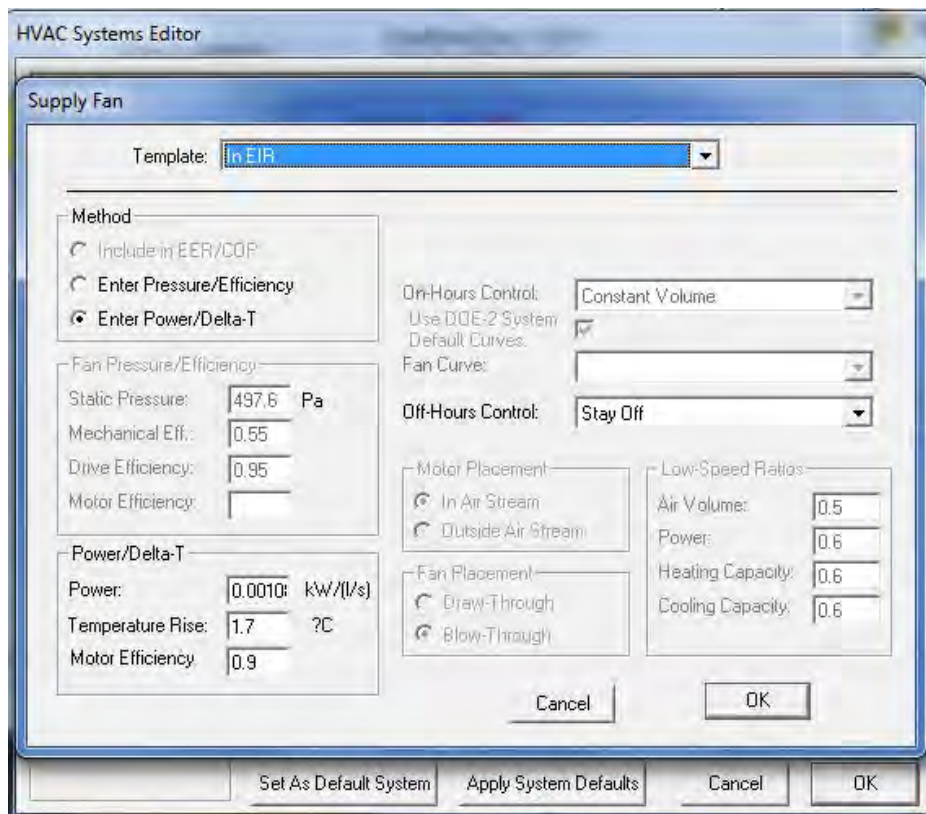 HVAC Systems Editor
Supply Fan
Template: In EIR
Method
Include in EER/COP
Enter Pressure/Efficiency
Enter Power/Delta-T
Fan Pressure/Efficiency
Static Pressure: 497.6 Pa
Mechanical Eff.: 0.55
Drive Efficiency: 0.95
Motor Efficiency:
Power/Delta-T
Power: 0.0010 kW/(l/s)
Temperature Rise: 1.7 ?C
Motor Efficiency 0.9
On-Hours Control: Constant Volume
Use DOE-2 System
Default Curves:
Fan Curve:
Off-Hours Control: Stay Off
Motor Placement
In Air Stream
Outside Air Stream
Fan Placement
Draw-Through
Blow-Through
Low-Speed Ratios
Air Volume: 0.5
Power: 0.6
Heating Capacity: 0.6
Cooling Capacity: 0.6
Cancel
OK
Set As Default System
Apply System Defaults
Cancel
OK